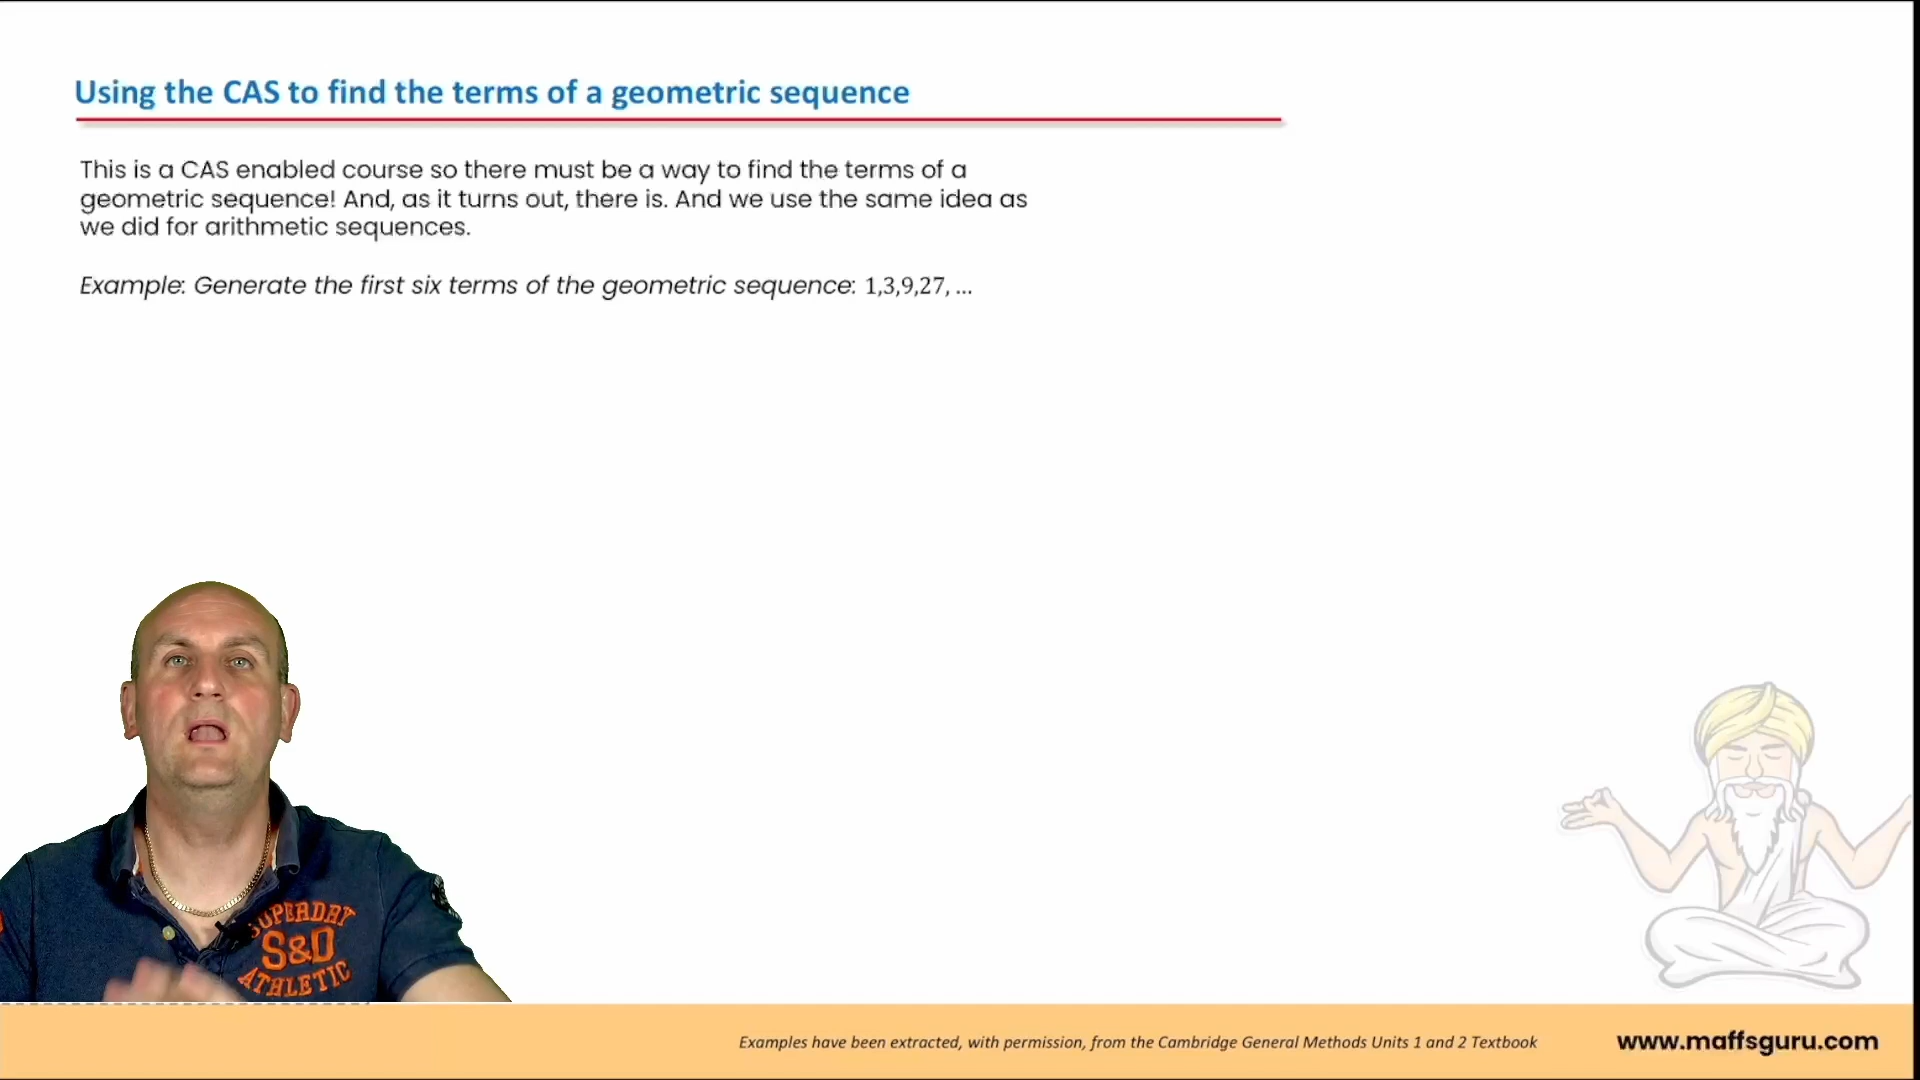 Using the CAS to find the terms of a geometric sequence
This is a CAS enabled course so there must be a way to find the terms of a
geometric sequence! And, as it turns out, there is. And we use the same idea as
we did for arithmetic sequences.
Example: Generate the first six terms of the geometric sequence: 1,3,9,27, ...
SUPERDRY
S&D
ATHLETIC
Examples have been extracted, with permission, from the Cambridge General Methods Units 1 and 2 Textbook
www.maffsguru.com